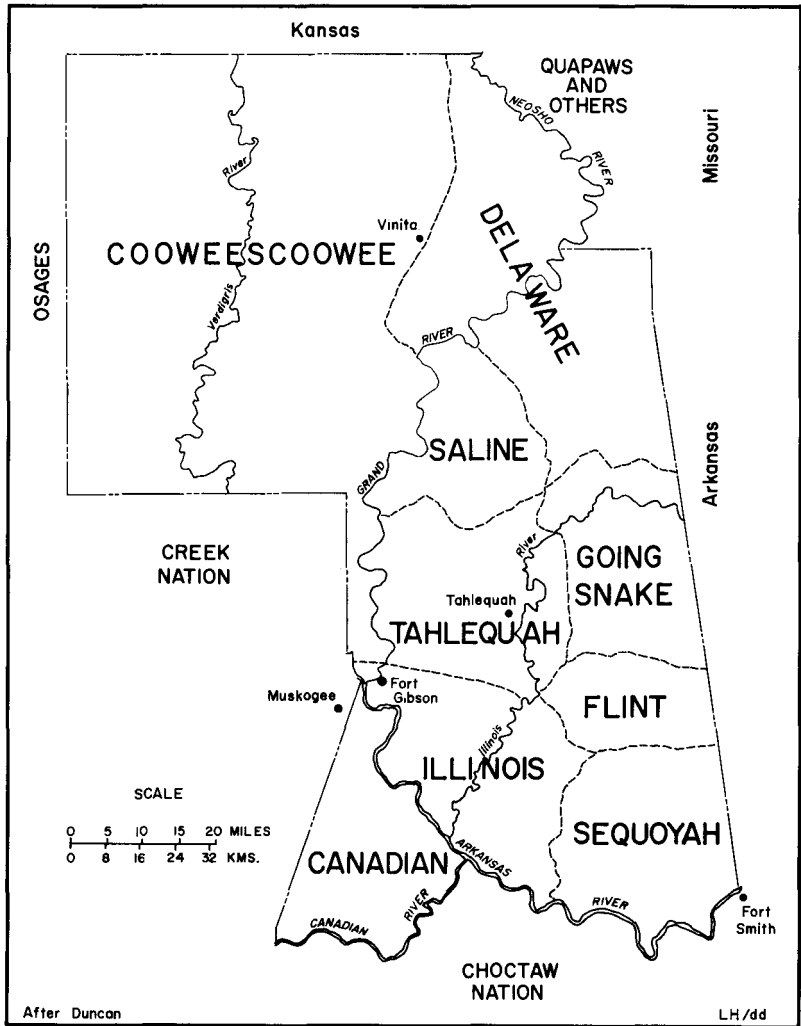 Kansas
QUAPAWS
AND
OTHERS
NEOSHO
RIVER
Missouri
River
Vinita
COOWEESCOOWEE
DELAWARE
OSAGES
Verdigris
RIVER
SALINE
GRAND
Arkansas
CREEK
NATION
River
GOING
SNAKE
Tahlequah
TAHLEQUAH
Fort
Gibson
Muskogee
FLINT
Illinois
ILLINOIS
SCALE
0 5 10 15 20 MILES
0 8 16 24 32 KMS.
SEQUOYAH
CANADIAN
ARKANSAS
RIVER
CANADIAN
RIVER
Fort
Smith
CHOCTAW
NATION
After Duncan
LH/dd